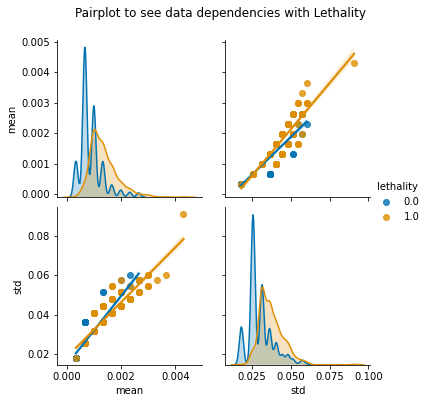 Pairplot to see data dependencies with Lethality
0.005
0.004
0.003
0.002
0.001
0.000
mean
lethality
0.0
1.0
0.08
0.06
0.04
0.02
std
0.000 0.002 0.004
mean
0.025 0.050 0.075 0.100
std